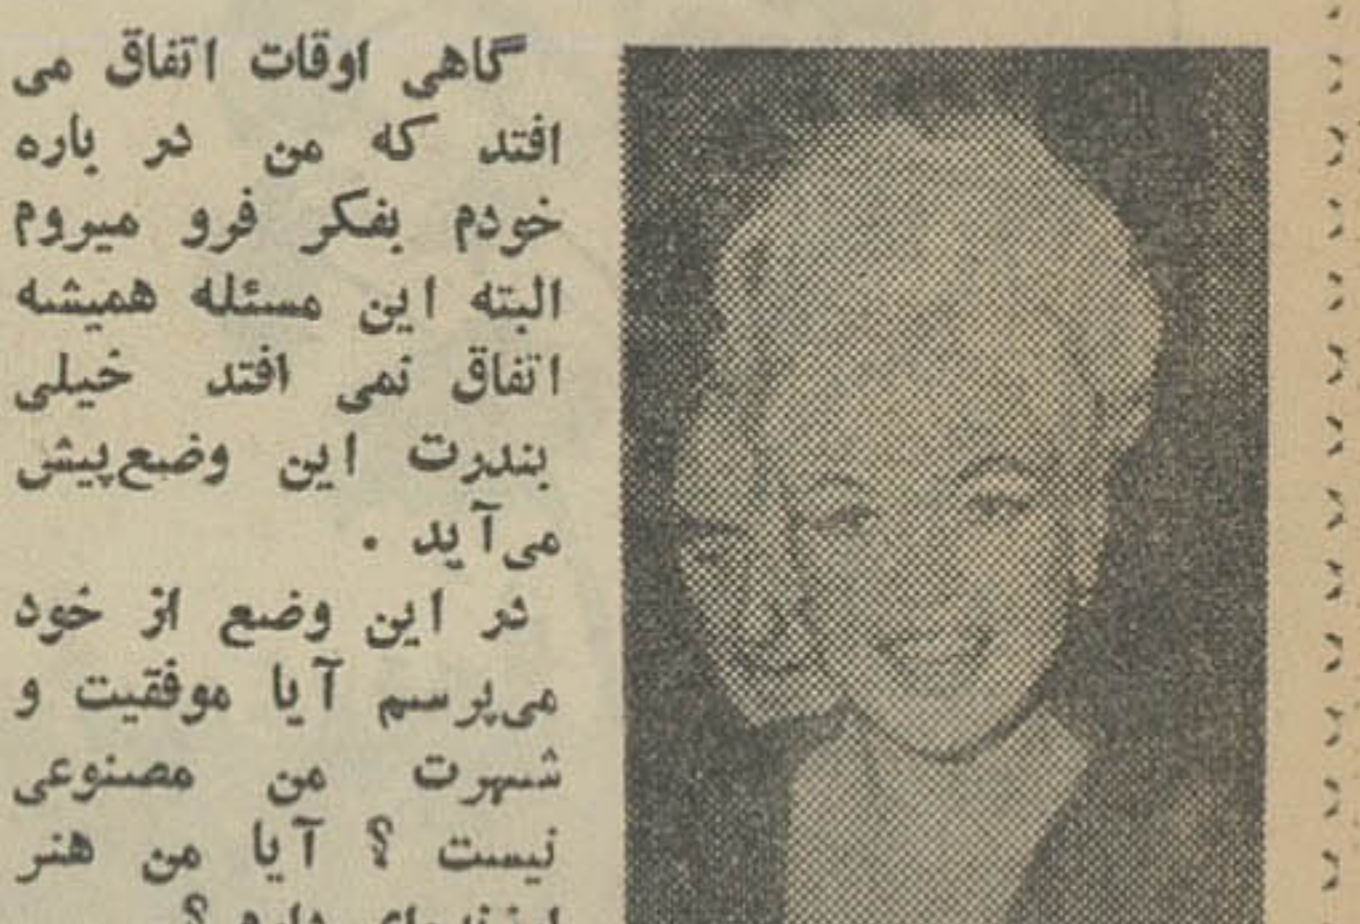 گاهی اوقات اتفاق می
افتد که من در باره
خودم بفکر فرو میروم
البته این مسئله همیشه
اتفاق نمی افتد خیلی
بندرت این وضع‌پیش
می‌آید .
در این وضع از خود
می‌پرسم آیا موفقیت و
شهرت من مصنوعی
نیست ؟ آیا من هنر